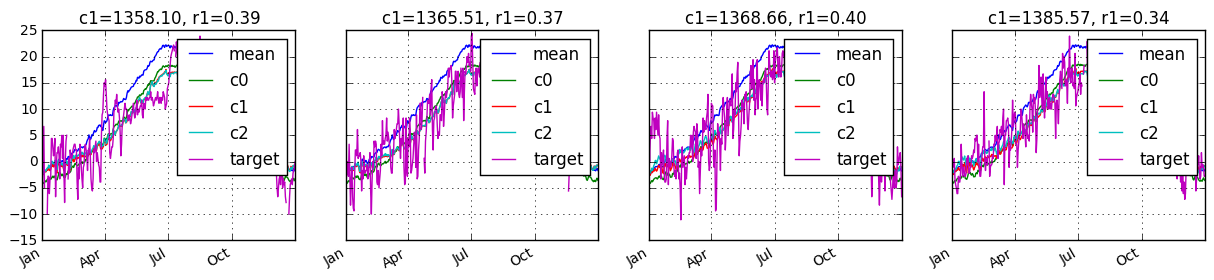 c1=1358.10, r1=0.39
25
20
15
10
5
0
−5
−10
−15
Jan
Apr
Jul
Oct
mean
c0
c1
c2
target
c1=1365.51, r1=0.37
Jan
Apr
Jul
Oct
mean
c0
c1
c2
target
c1=1368.66, r1=0.40
Jan
Apr
Jul
Oct
mean
c0
c1
c2
target
c1=1385.57, r1=0.34
Jan
Apr
Jul
Oct
mean
c0
c1
c2
target